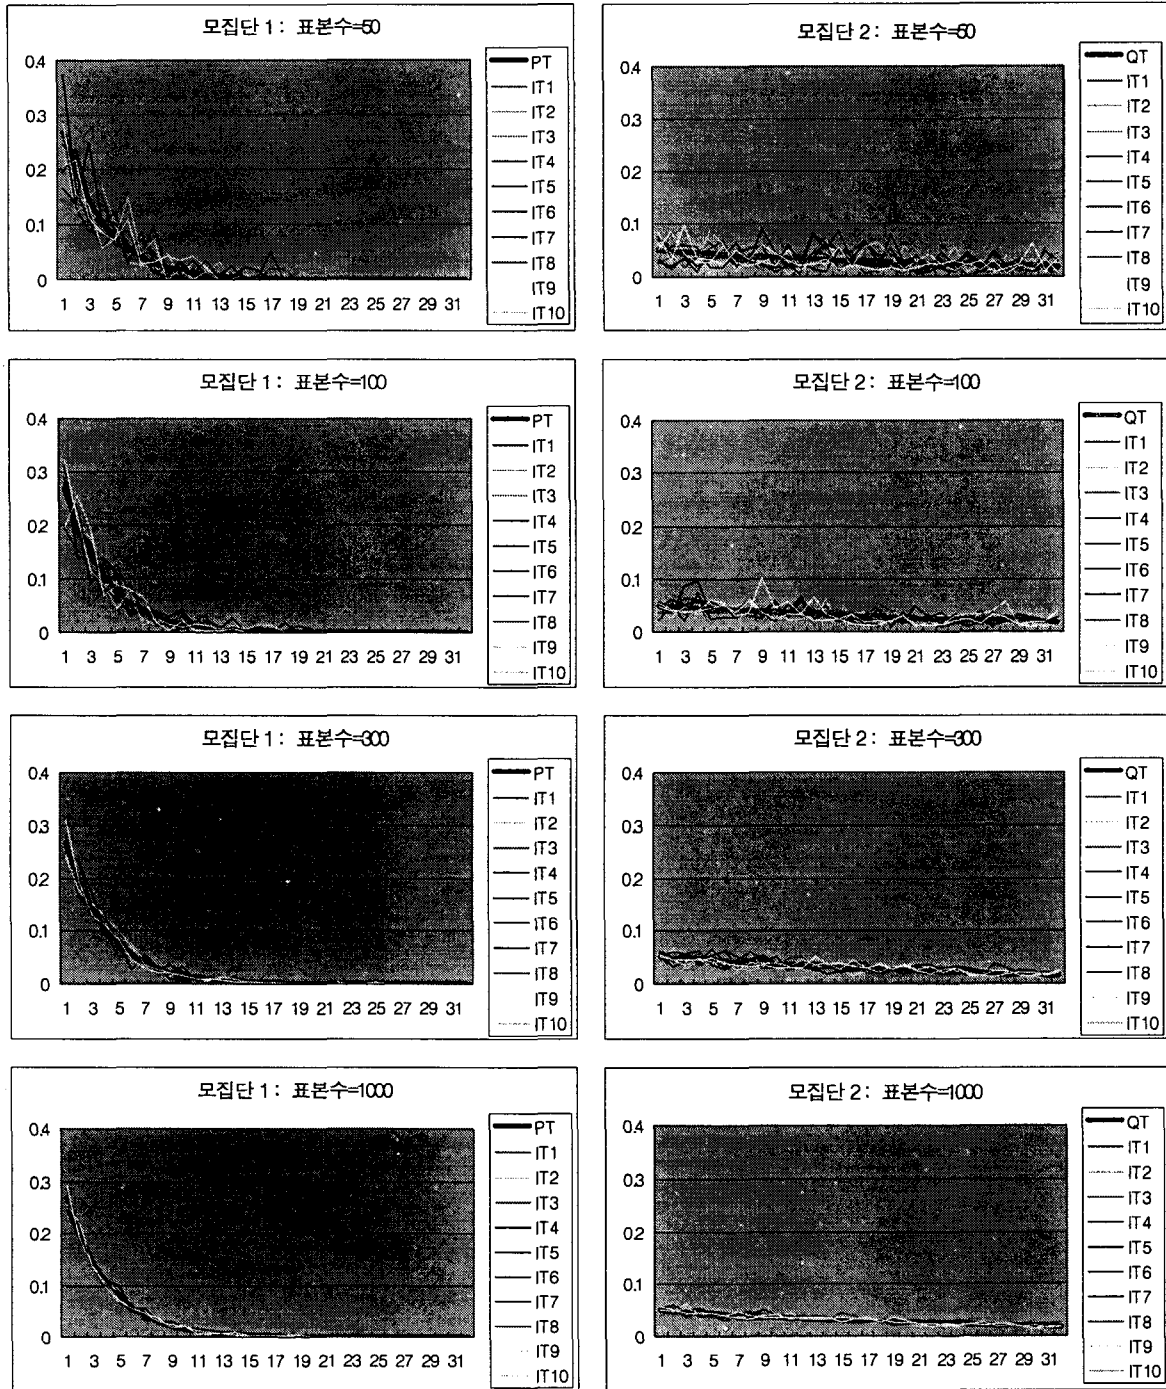 모집단 1 : 표본수=50
0.4
0.3
0.2
0.1
0
1 3 5 7 9 11 13 15 17 19 21 23 25 27 29 31
PT
IT1
IT2
IT3
IT4
IT5
IT6
IT7
IT8
IT9
IT10
모집단 2 : 표본수=50
0.4
0.3
0.2
0.1
0
1 3 5 7 9 11 13 15 17 19 21 23 25 27 29 31
QT
IT1
IT2
IT3
IT4
IT5
IT6
IT7
IT8
IT9
IT10
모집단 1 : 표본수=100
0.4
0.3
0.2
0.1
0
1 3 5 7 9 11 13 15 17 19 21 23 25 27 29 31
PT
IT1
IT2
IT3
IT4
IT5
IT6
IT7
IT8
IT9
IT10
모집단 2 : 표본수=100
0.4
0.3
0.2
0.1
0
1 3 5 7 9 11 13 15 17 19 21 23 25 27 29 31
QT
IT1
IT2
IT3
IT4
IT5
IT6
IT7
IT8
IT9
IT10
모집단 1 : 표본수=300
0.4
0.3
0.2
0.1
0
1 3 5 7 9 11 13 15 17 19 21 23 25 27 29 31
PT
IT1
IT2
IT3
IT4
IT5
IT6
IT7
IT8
IT9
IT10
모집단 2 : 표본수=300
0.4
0.3
0.2
0.1
0
1 3 5 7 9 11 13 15 17 19 21 23 25 27 29 31
QT
IT1
IT2
IT3
IT4
IT5
IT6
IT7
IT8
IT9
IT10
모집단 1 : 표본수=1000
0.4
0.3
0.2
0.1
0
1 3 5 7 9 11 13 15 17 19 21 23 25 27 29 31
PT
IT1
IT2
IT3
IT4
IT5
IT6
IT7
IT8
IT9
IT10
모집단 2 : 표본수=1000
0.4
0.3
0.2
0.1
0
1 3 5 7 9 11 13 15 17 19 21 23 25 27 29 31
QT
IT1
IT2
IT3
IT4
IT5
IT6
IT7
IT8
IT9
IT10